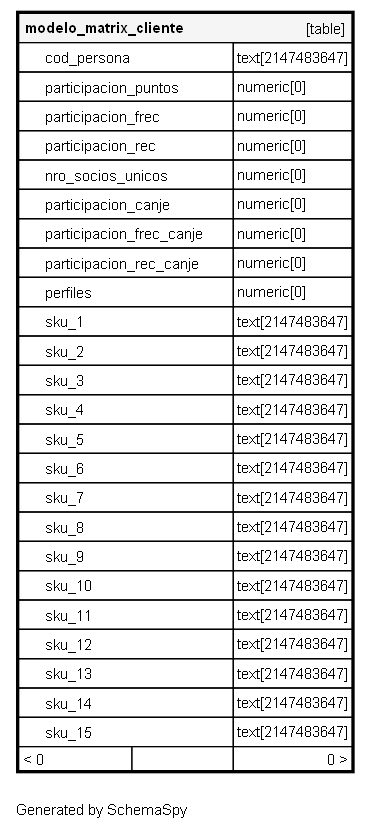 modelo_matrix_cliente [table]
cod_persona text[2147483647]
participacion_puntos numeric[0]
participacion_frec numeric[0]
participacion_rec numeric[0]
nro_socios_unicos numeric[0]
participacion_canje numeric[0]
participacion_frec_canje numeric[0]
participacion_rec_canje numeric[0]
perfiles numeric[0]
sku_1 text[2147483647]
sku_2 text[2147483647]
sku_3 text[2147483647]
sku_4 text[2147483647]
sku_5 text[2147483647]
sku_6 text[2147483647]
sku_7 text[2147483647]
sku_8 text[2147483647]
sku_9 text[2147483647]
sku_10 text[2147483647]
sku_11 text[2147483647]
sku_12 text[2147483647]
sku_13 text[2147483647]
sku_14 text[2147483647]
sku_15 text[2147483647]
< 0 0 >
Generated by SchemaSpy